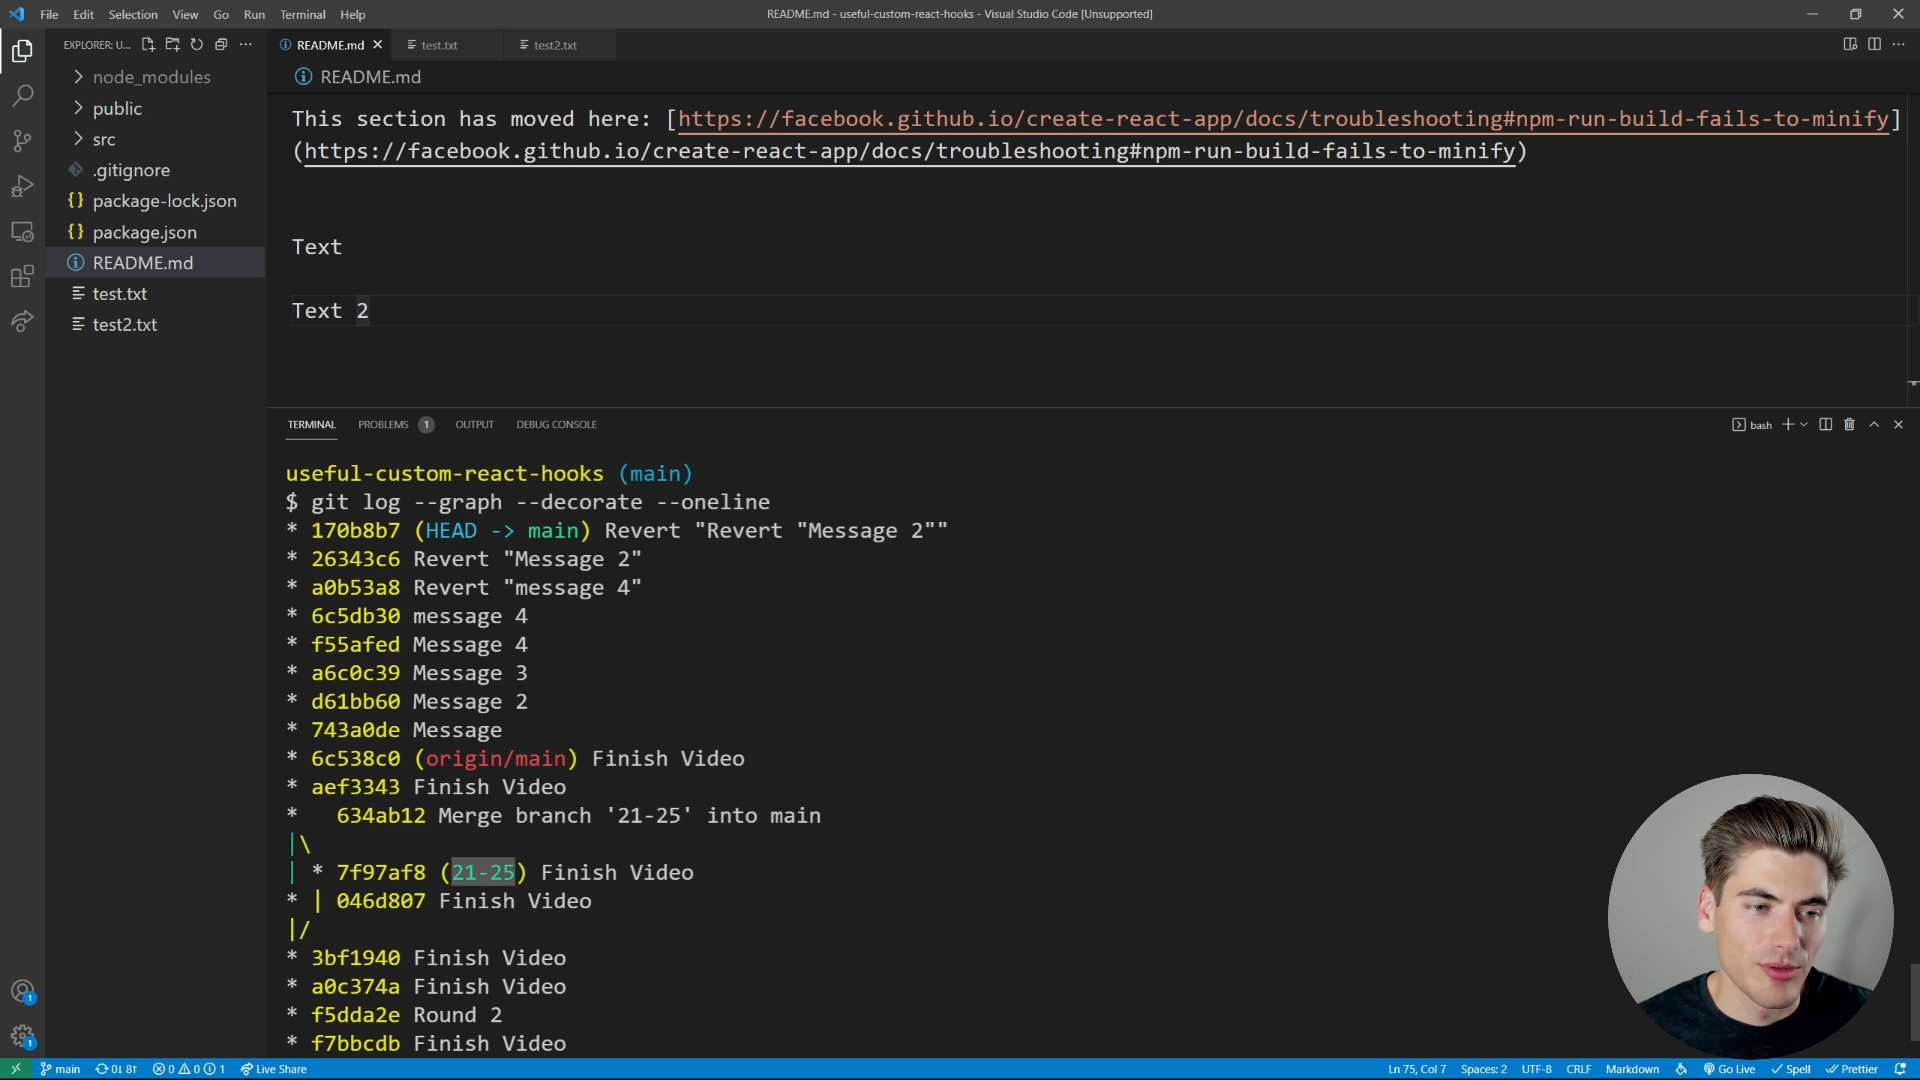 File Edit Selection View Go Run Terminal Help
README.md - useful-custom-react-hooks - Visual Studio Code [Unsupported]
EXPLORER: U...
README.md
test.txt
test2.txt
node_modules
public
src
.gitignore
package-lock.json
package.json
README.md
test.txt
test2.txt
README.md
This section has moved here: [https://facebook.github.io/create-react-app/docs/troubleshooting#npm-run-build-fails-to-minify]
(https://facebook.github.io/create-react-app/docs/troubleshooting#npm-run-build-fails-to-minify)
Text
Text 2
TERMINAL PROBLEMS 1 OUTPUT DEBUG CONSOLE
bash
useful-custom-react-hooks (main)
$ git log --graph --decorate --oneline
* 170b8b7 (HEAD -> main) Revert "Revert "Message 2""
* 26343c6 Revert "Message 2"
* a0b53a8 Revert "message 4"
* 6c5db30 message 4
* f55afed Message 4
* a6c0c39 Message 3
* d61bb60 Message 2
* 743a0de Message
* 6c538c0 (origin/main) Finish Video
* aef3343 Finish Video
*   634ab12 Merge branch '21-25' into main
|\
| * 7f97af8 (21-25) Finish Video
* | 046d807 Finish Video
|/
* 3bf1940 Finish Video
* a0c374a Finish Video
* f5dda2e Round 2
* f7bbcdb Finish Video
1
1
main 0↓ 8↑ 0 0 1 Live Share
Ln 75, Col 7 Spaces: 2 UTF-8 CRLF Markdown Go Live Spell Prettier